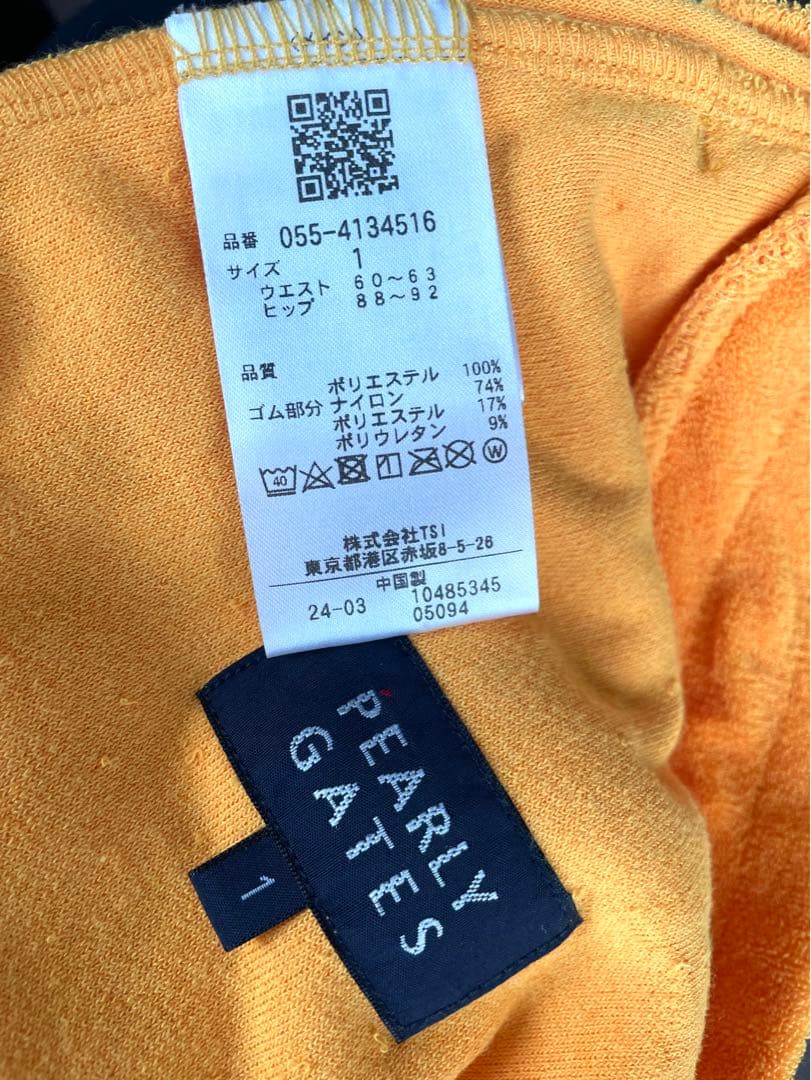 品番 055-4134516
サイズ 1
ウエスト 60～63
ヒップ 88～92
品質
ポリエステル 100%
ゴム部分 ナイロン 74%
ポリエステル 17%
ポリウレタン 9%
40 1 W
株式会社TSI
東京都港区赤坂8-5-26
中国製
24-03 10485345
05094
PEARLY
GATES
1